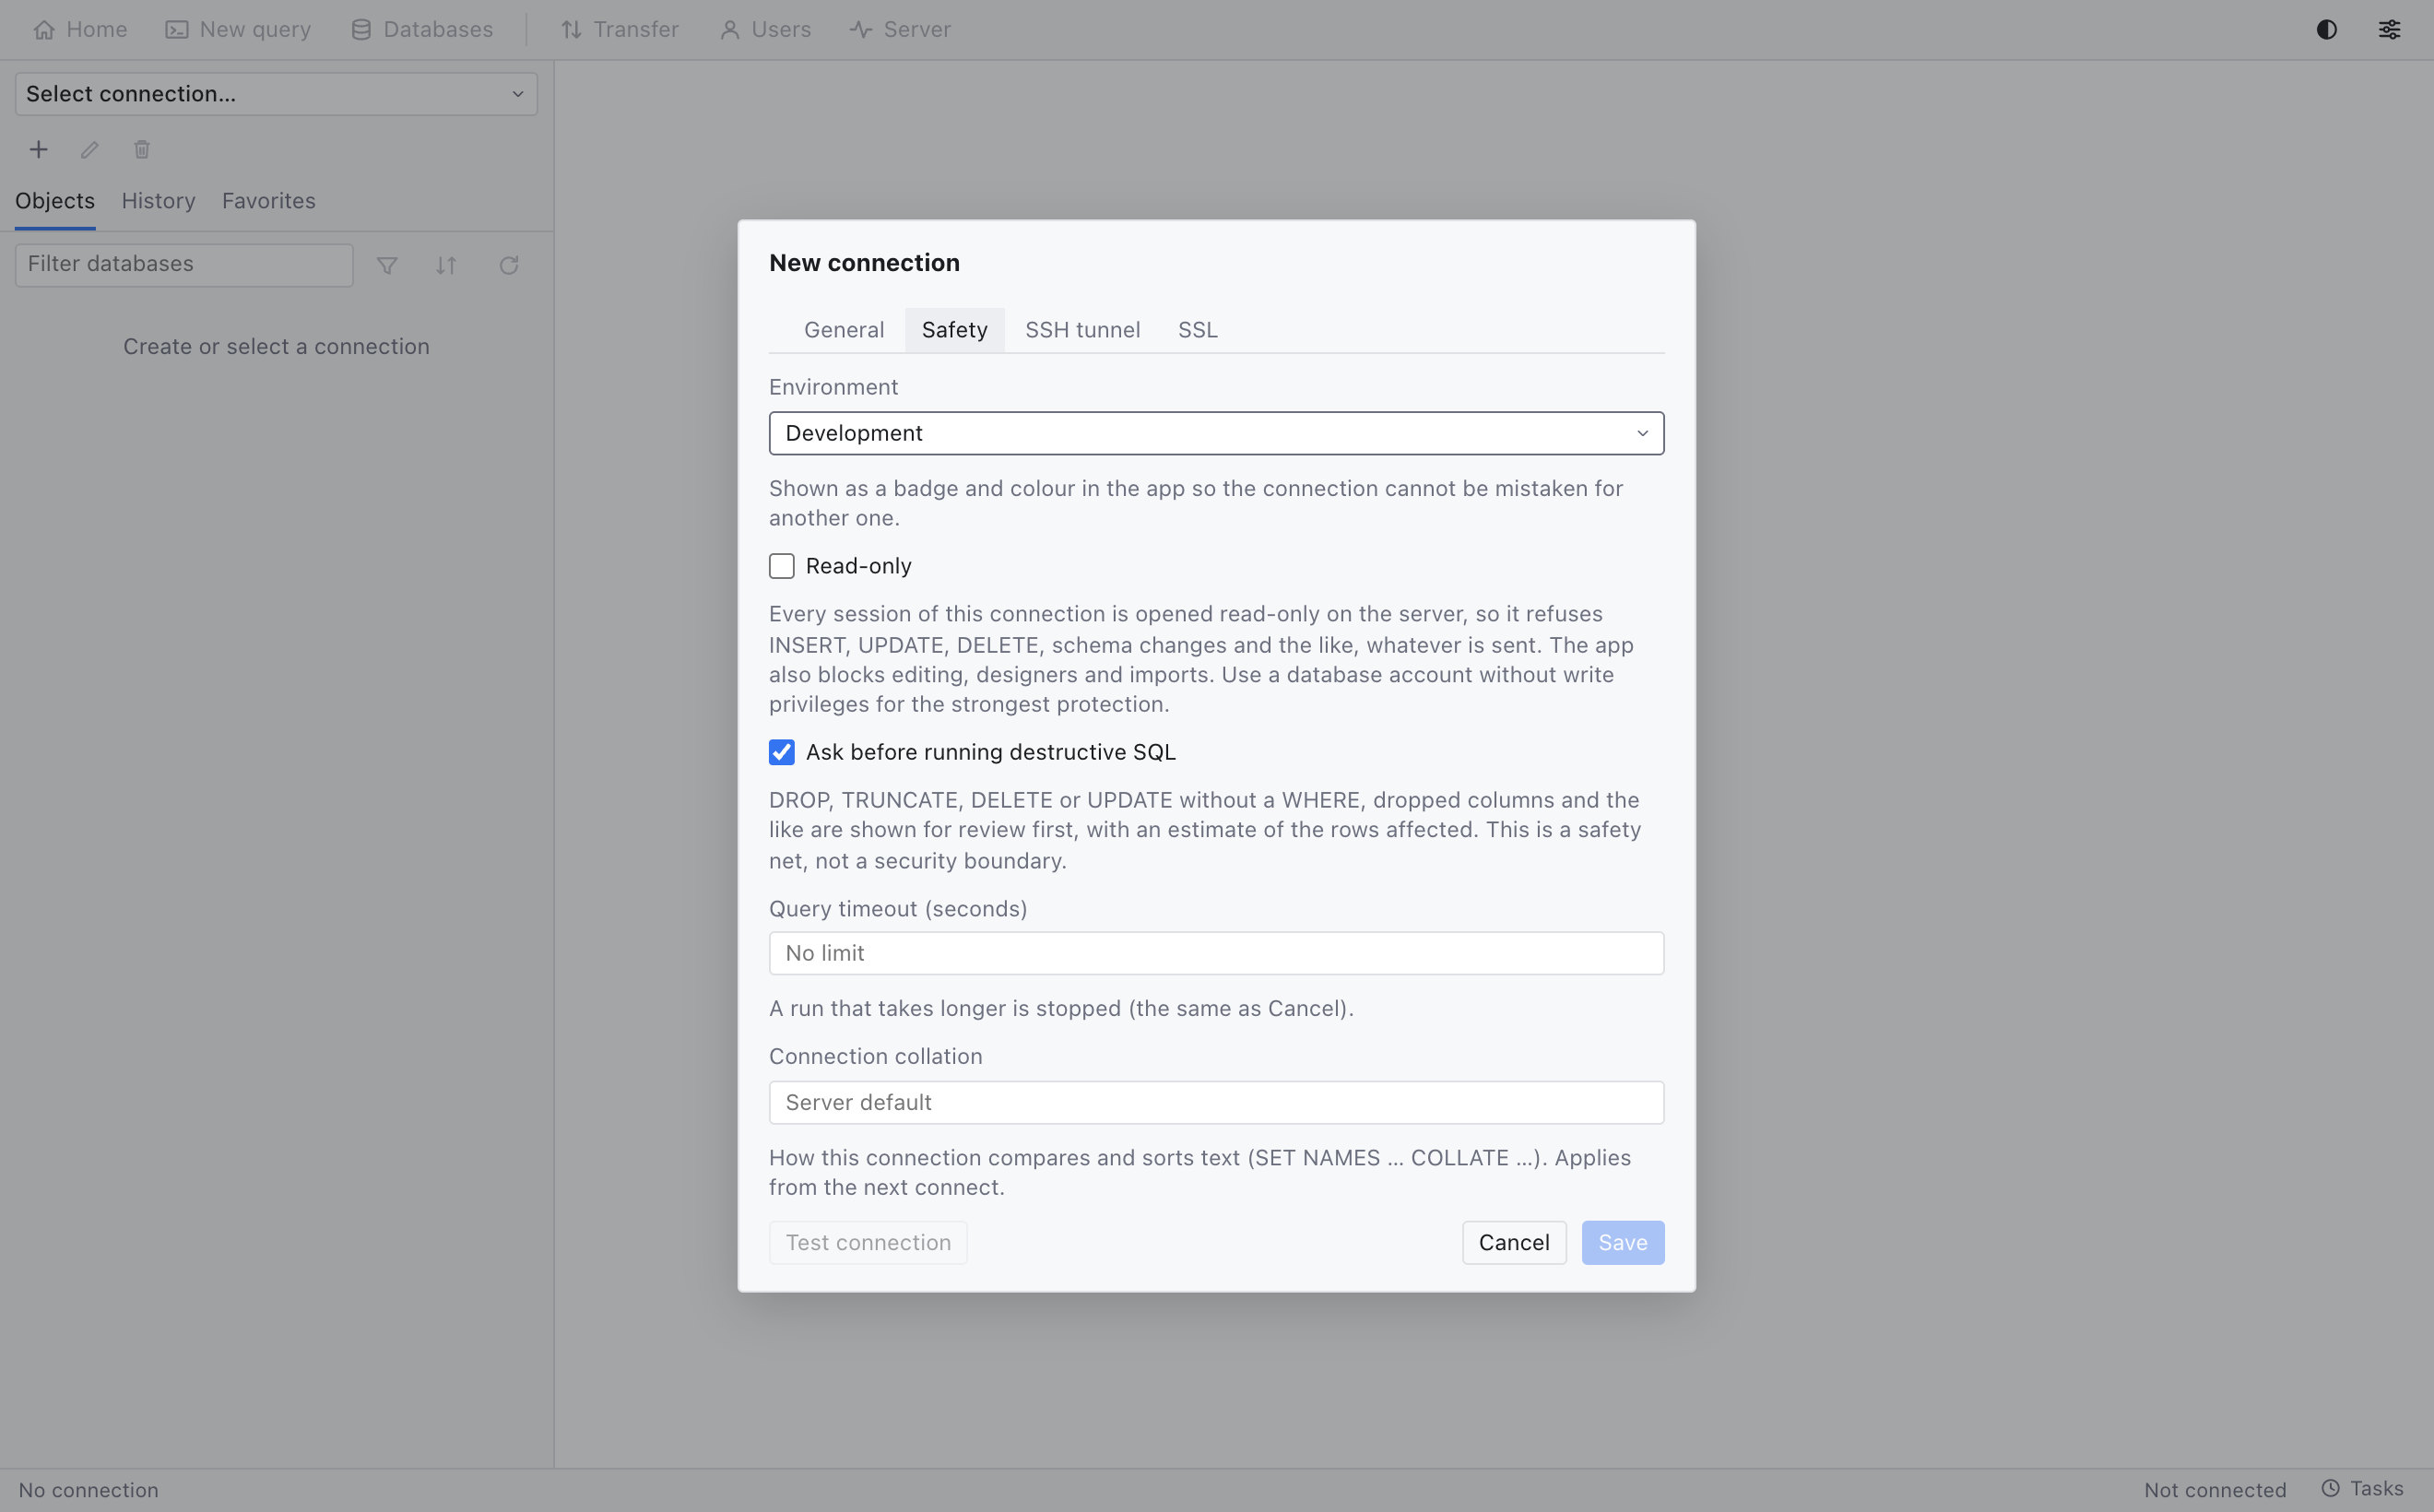 Home New query Databases Transfer Users Server
Select connection...
Objects History Favorites
Filter databases
Create or select a connection
New connection
General Safety SSH tunnel SSL
Environment
Development
Shown as a badge and colour in the app so the connection cannot be mistaken for
another one.
Read-only
Every session of this connection is opened read-only on the server, so it refuses
INSERT, UPDATE, DELETE, schema changes and the like, whatever is sent. The app
also blocks editing, designers and imports. Use a database account without write
privileges for the strongest protection.
Ask before running destructive SQL
DROP, TRUNCATE, DELETE or UPDATE without a WHERE, dropped columns and the
like are shown for review first, with an estimate of the rows affected. This is a safety
net, not a security boundary.
Query timeout (seconds)
No limit
A run that takes longer is stopped (the same as Cancel).
Connection collation
Server default
How this connection compares and sorts text (SET NAMES … COLLATE …). Applies
from the next connect.
Test connection Cancel Save
No connection Not connected Tasks